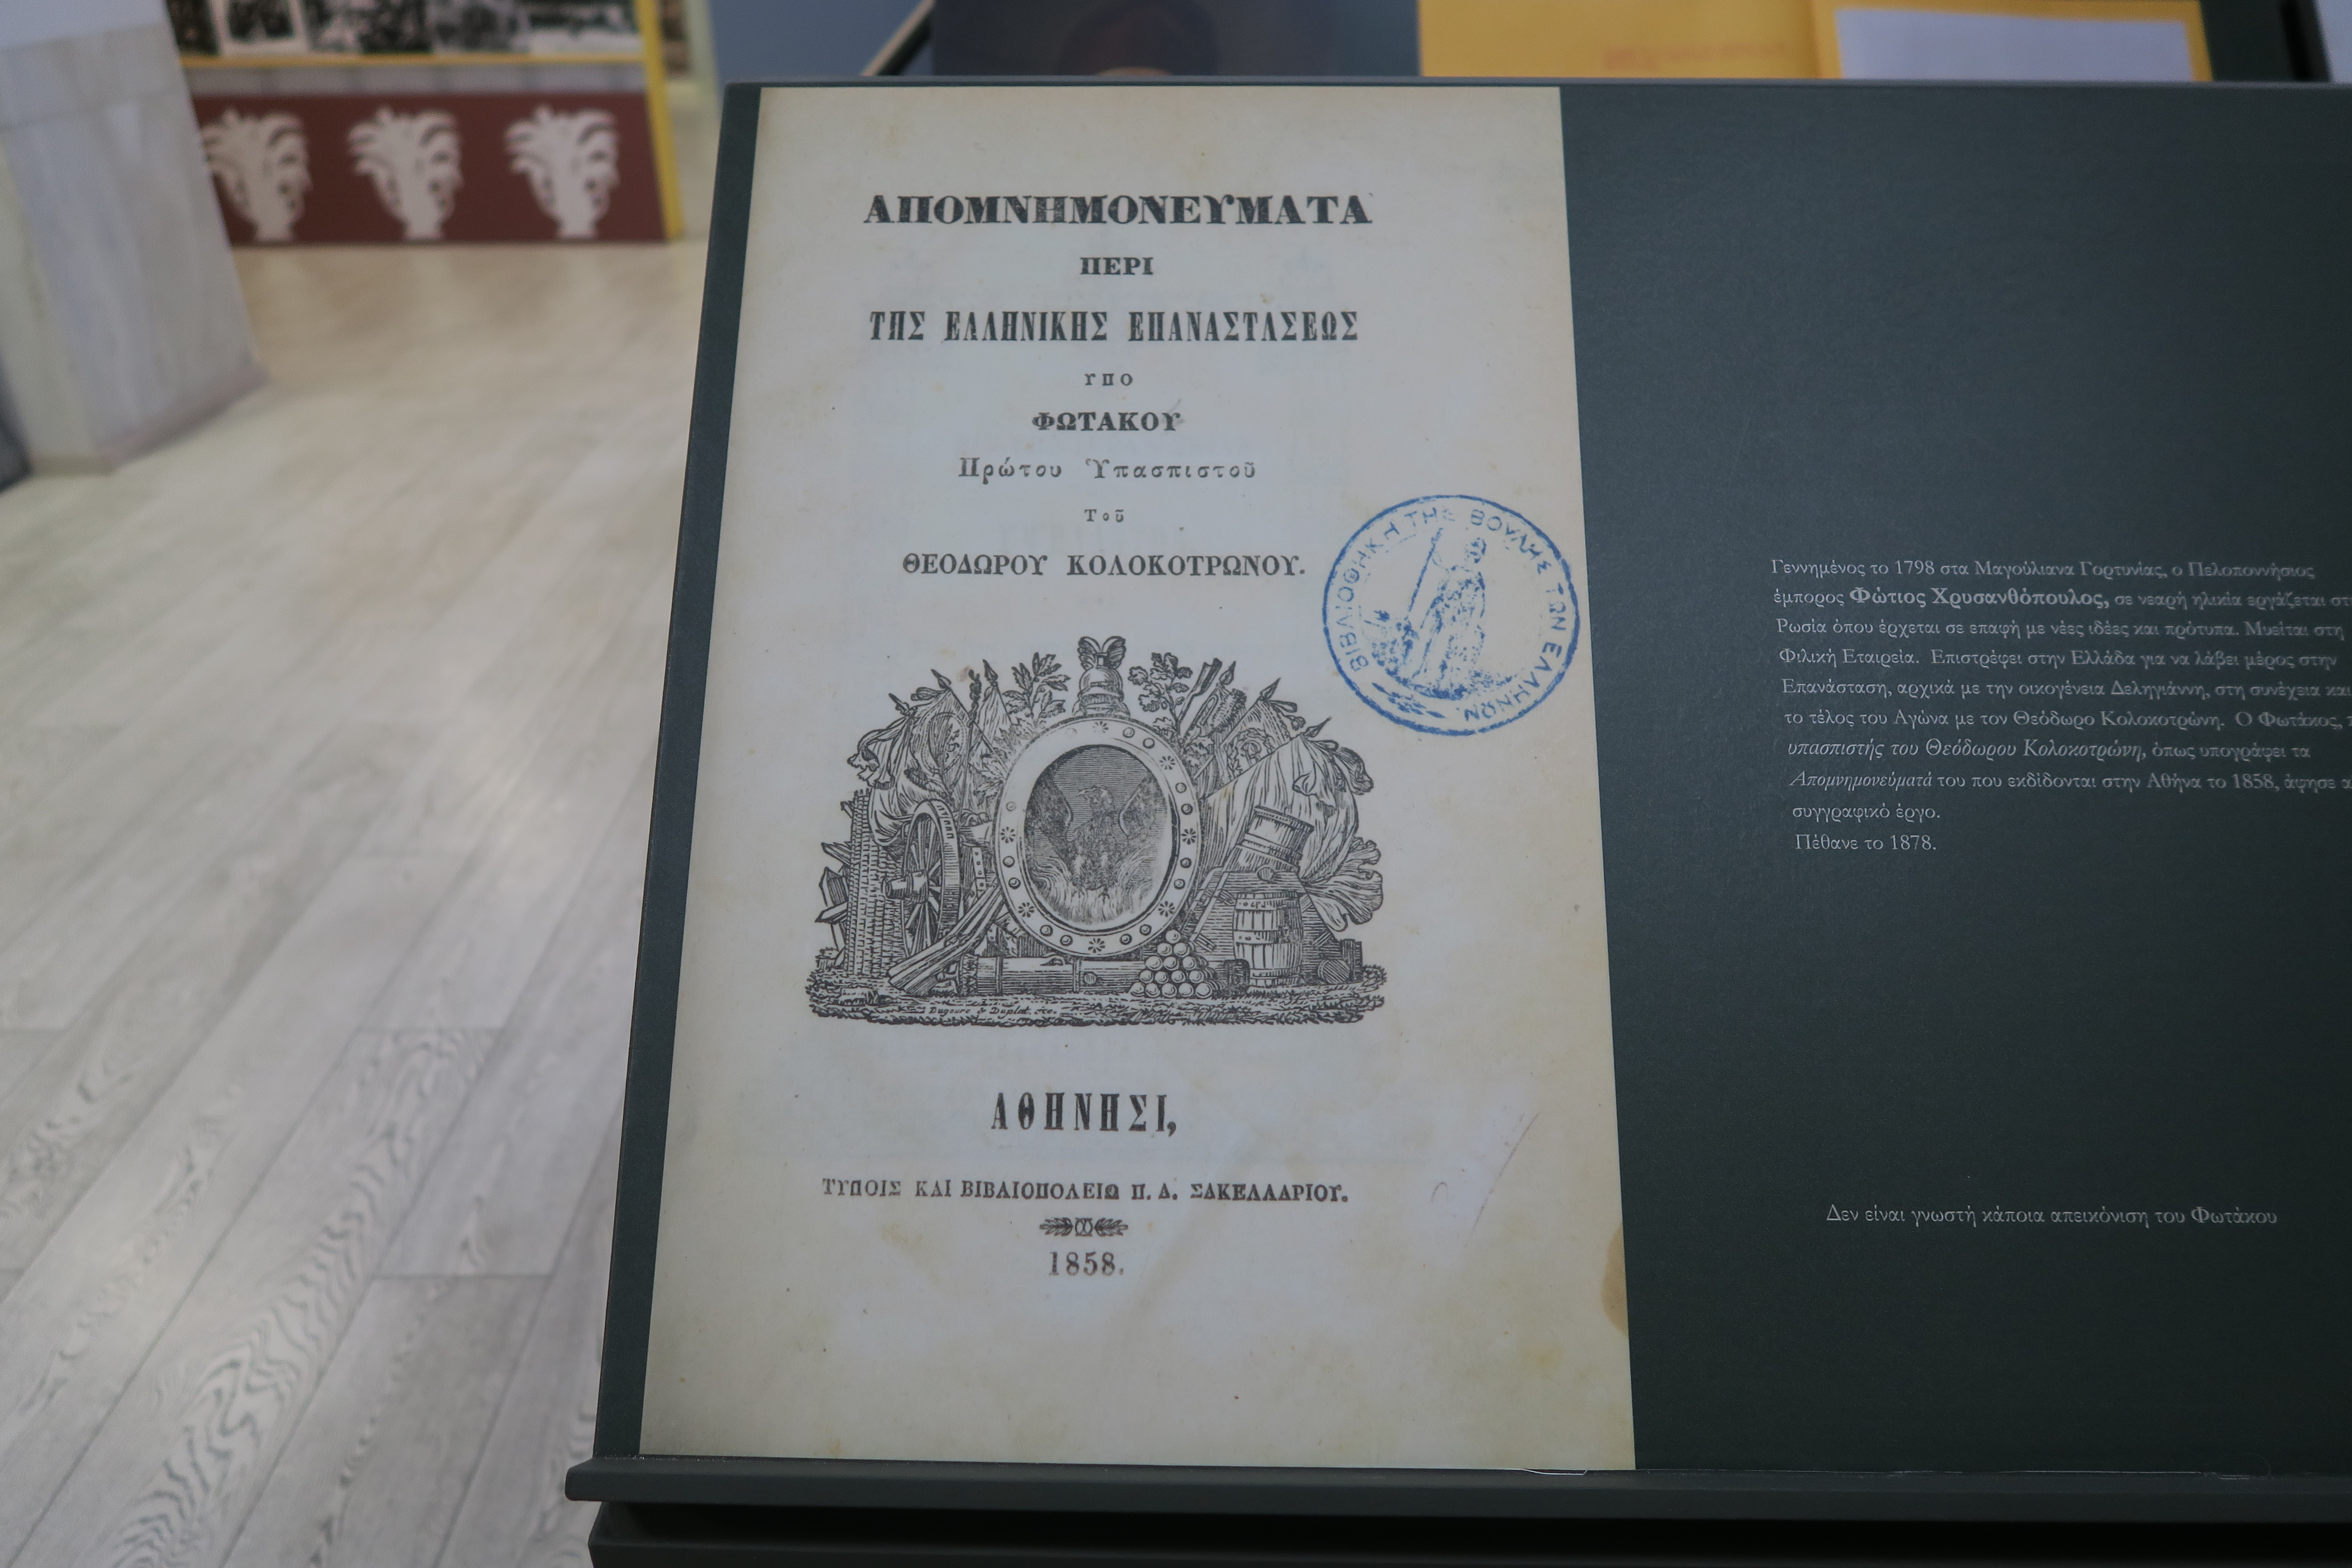 ΑΠΟΜΝΗΜΟΝΕΥΜΑΤΑ
ΠΕΡΙ
ΤΗΣ ΕΛΛΗΝΙΚΗΣ ΕΠΑΝΑΣΤΑΣΕΩΣ
ΥΠΟ
ΦΩΤΑΚΟΥ
Πρώτου Ὑπασπιστοῦ
Τοῦ
ΘΕΟΔΩΡΟΥ ΚΟΛΟΚΟΤΡΩΝΟΥ.
ΒΙΒΛΙΟΘΗΚΗ ΤΗΣ ΒΟΥΛΗΣ ΤΩΝ ΕΛΛΗΝΩΝ.
Dugourc & Duplat
ΑΘΗΝΗΣΙ,
ΤΥΠΟΙΣ ΚΑΙ ΒΙΒΛΙΟΠΟΛΕΙΩ Π. Δ. ΣΑΚΕΛΛΑΡΙΟΥ.
1858.
Γεννημένος το 1798 στα Μαγούλιανα Γορτυνίας, ο Πελοποννήσιος
έμπορος Φώτιος Χρυσανθόπουλος, σε νεαρή ηλικία εργάζεται
Ρωσία όπου έρχεται σε επαφή με νέες ιδέες και πρότυπα. Μυείται στη
Φιλική Εταιρεία. Επιστρέφει στην Ελλάδα για να λάβει μέρος στην
Επανάσταση, αρχικά με την οικογένεια Δεληγιάννη, στη συνέχεια και
το τέλος του Αγώνα με τον Θεόδωρο Κολοκοτρώνη. Ο Φωτάκος,
υπασπιστής του Θεόδωρου Κολοκοτρώνη, όπως υπογράφει τα
Απομνημονεύματά του που εκδίδονται στην Αθήνα το 1858, άφησε
συγγραφικό έργο.
Πέθανε το 1878.
Δεν είναι γνωστή κάποια απεικόνιση του Φωτάκου